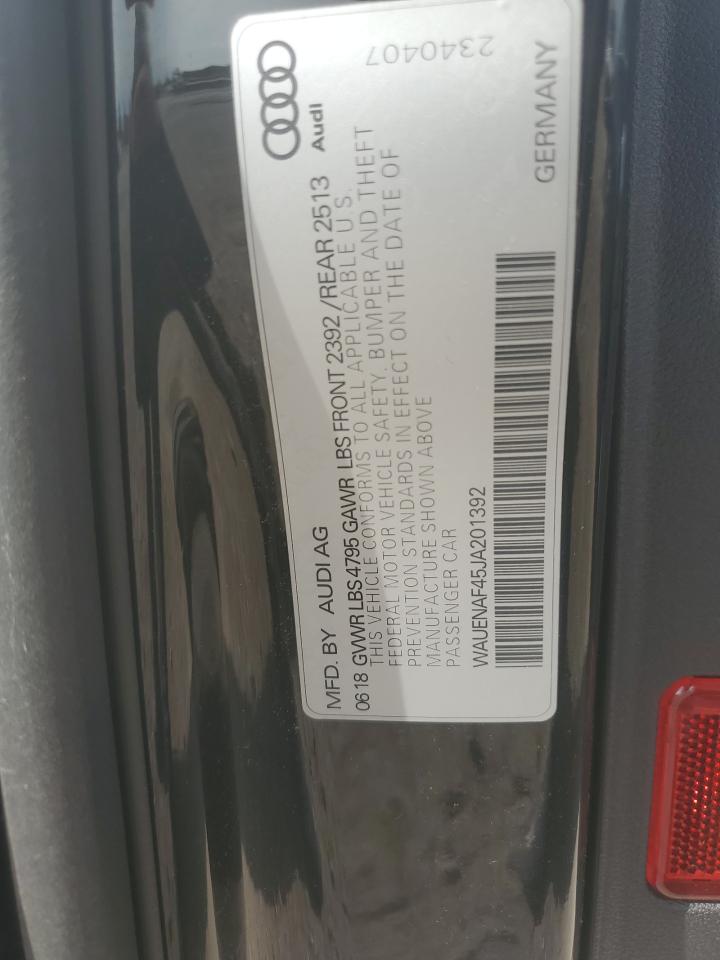 MFD. BY AUDI AG
0618 GVWR LBS 4795 GAWR LBS FRONT 2392/REAR 2513
THIS VEHICLE CONFORMS TO ALL APPLICABLE U.S.
FEDERAL MOTOR VEHICLE SAFETY, BUMPER AND THEFT
PREVENTION STANDARDS IN EFFECT ON THE DATE OF
MANUFACTURE SHOWN ABOVE
PASSENGER CAR
WAUENAF45JA201392
Audi
2340407
GERMANY